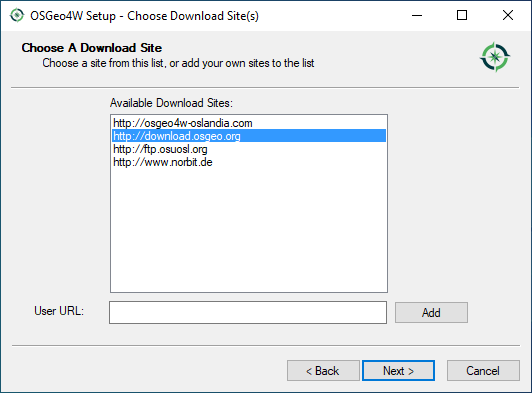 OSGeo4W Setup - Choose Download Site(s)
Choose A Download Site
Choose a site from this list, or add your own sites to the list
Available Download Sites:
http://osgeo4w-oslandia.com
http://download.osgeo.org
http://ftp.osuosl.org
http://www.norbit.de
User URL:
Add
< Back
Next >
Cancel